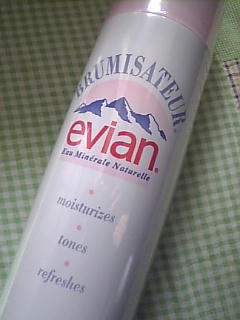 BRUMISATEUR
evian.
Eau Minérale Naturelle
• moisturizes
• tones
• refreshes